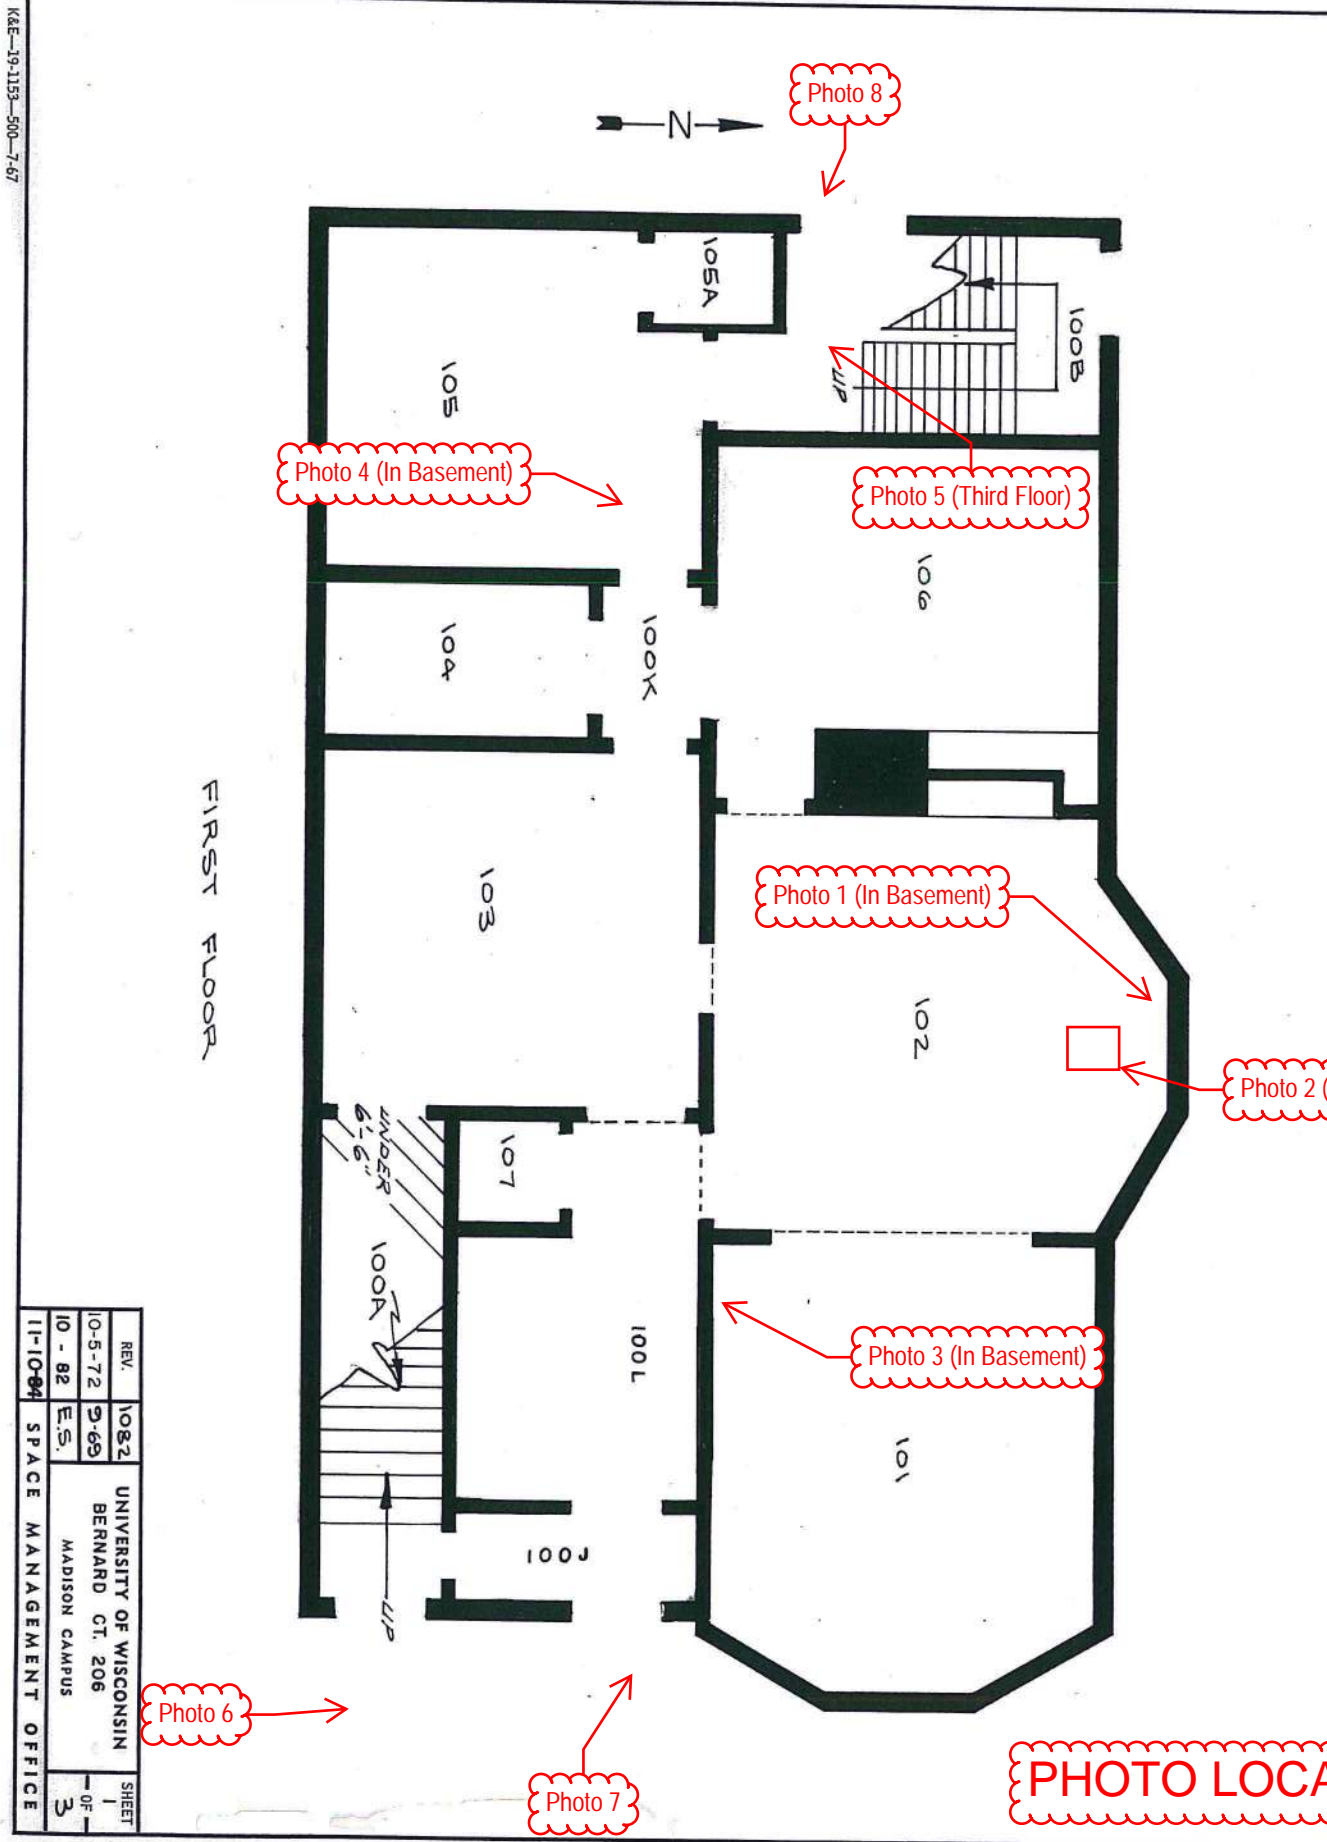 K&E—19-1153—500—7-67
Photo 8
N
105A
100B
UP
105
Photo 4 (In Basement)
Photo 5 (Third Floor)
106
100K
104
FIRST FLOOR
103
Photo 1 (In Basement)
102
Photo 2 (
UNDER
6'-6"
107
100A
100L
Photo 3 (In Basement)
101
100J
UP
Photo 6
Photo 7
PHOTO LOCA
REV. 1082
10-5-72 9-69
10 - 82 E.S.
11-10-84
UNIVERSITY OF WISCONSIN
BERNARD CT. 206
MADISON CAMPUS
SHEET
1
OF
3
SPACE MANAGEMENT OFFICE